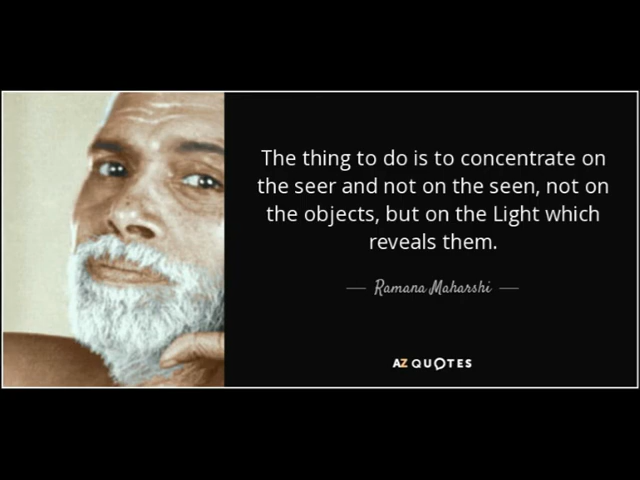 The thing to do is to concentrate on
the seer and not on the seen, not on
the objects, but on the Light which
reveals them.
Ramana Maharshi
AZ QUOTES